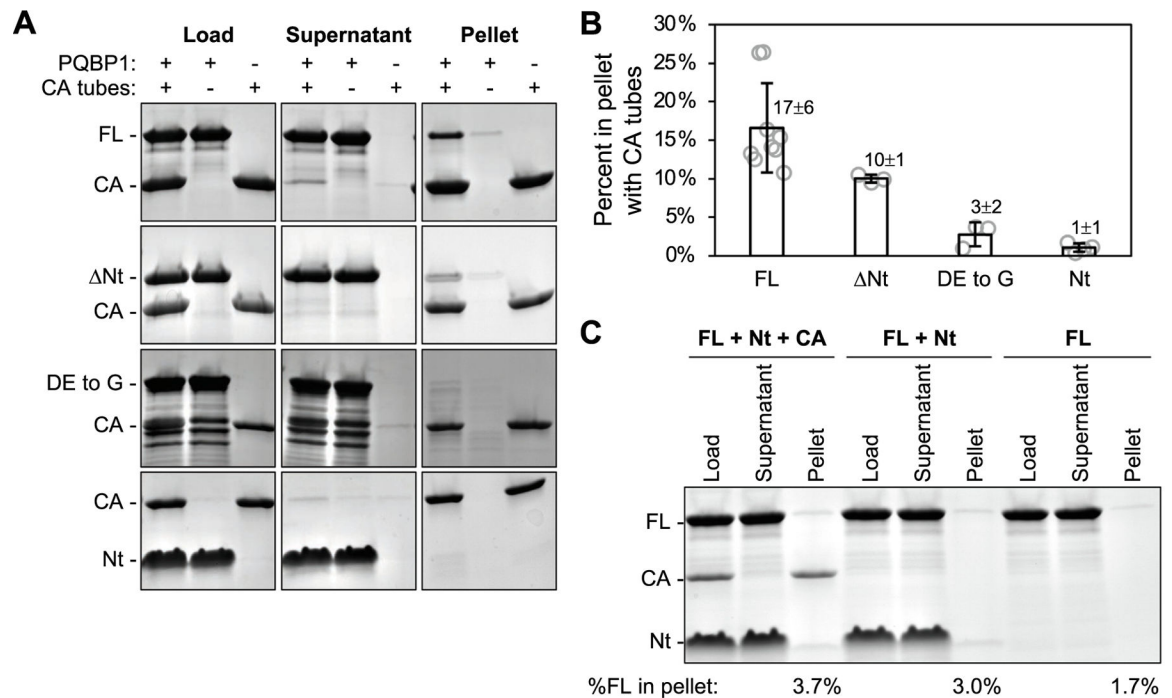 A
Load Supernatant Pellet
PQBP1: + + - + + - + + -
CA tubes: + - + + - + + - +
FL -
CA -
ΔNt -
CA -
DE to G -
CA -
CA -
Nt -
B
Percent in pellet
with CA tubes
30%
25%
20%
15%
10%
5%
0%
17±6
10±1
3±2
1±1
FL ΔNt DE to G Nt
C
FL + Nt + CA FL + Nt FL
Load Supernatant Pellet Load Supernatant Pellet Load Supernatant Pellet
FL -
CA -
Nt -
%FL in pellet: 3.7% 3.0% 1.7%